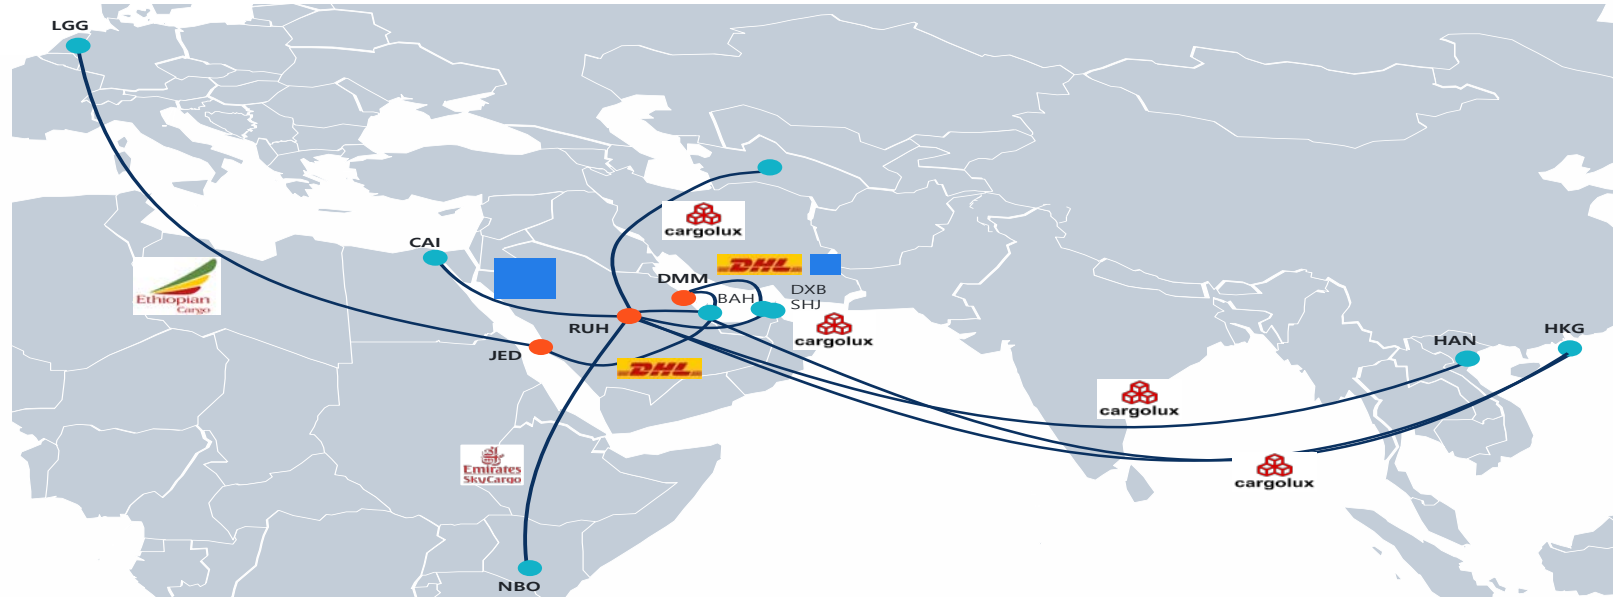 LGG
CAI
Ethiopian
Cargo
cargolux
DHL
DMM
BAH
DXB
SHJ
RUH
JED
cargolux
DHL
HAN
HKG
cargolux
Emirates
SkyCargo
cargolux
NBO